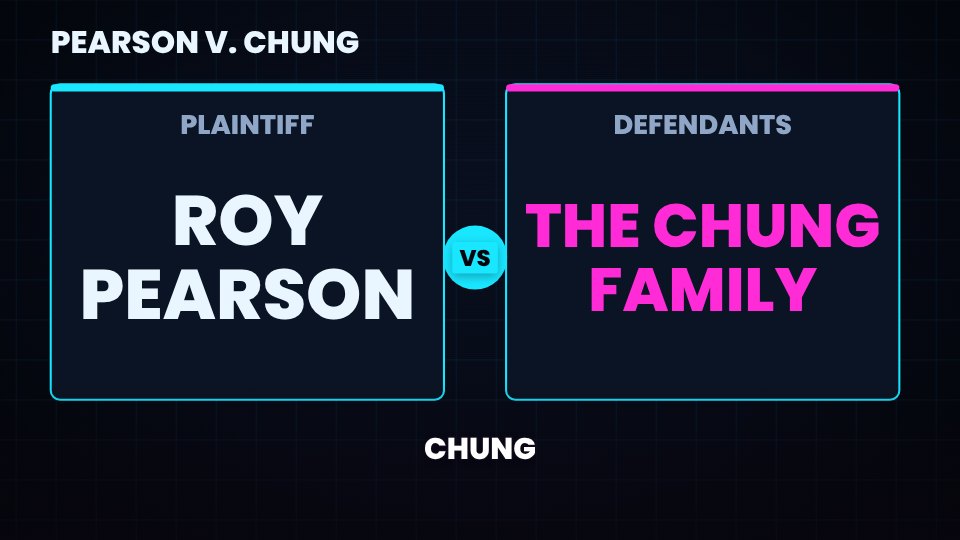 PEARSON V. CHUNG
PLAINTIFF
ROY
PEARSON
VS
DEFENDANTS
THE CHUNG
FAMILY
CHUNG